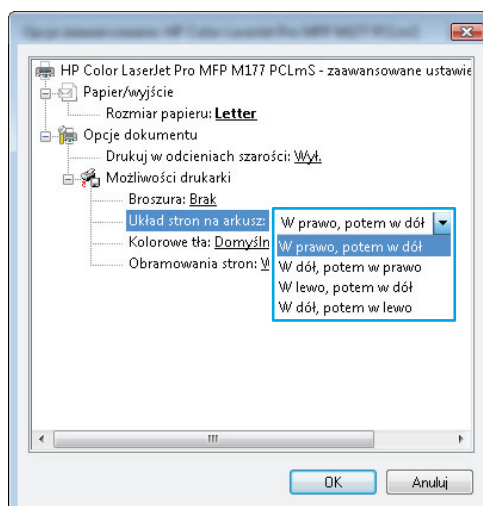 HP Color LaserJet Pro MFP M177 PCLmS - zaawansowane ustawie
Papier/wyjście
Rozmiar papieru: Letter
Opcje dokumentu
Drukuj w odcieniach szarości: Wył.
Możliwości drukarki
Broszura: Brak
Układ stron na arkusz: W prawo, potem w dół
Kolorowe tła: Domyśln W prawo, potem w dół
Obramowania stron: W W dół, potem w prawo
W lewo, potem w dół
W dół, potem w lewo
OK Anuluj